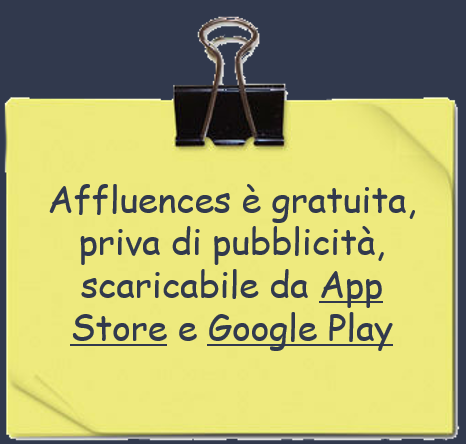 Affluences è gratuita,
priva di pubblicità,
scaricabile da App
Store e Google Play